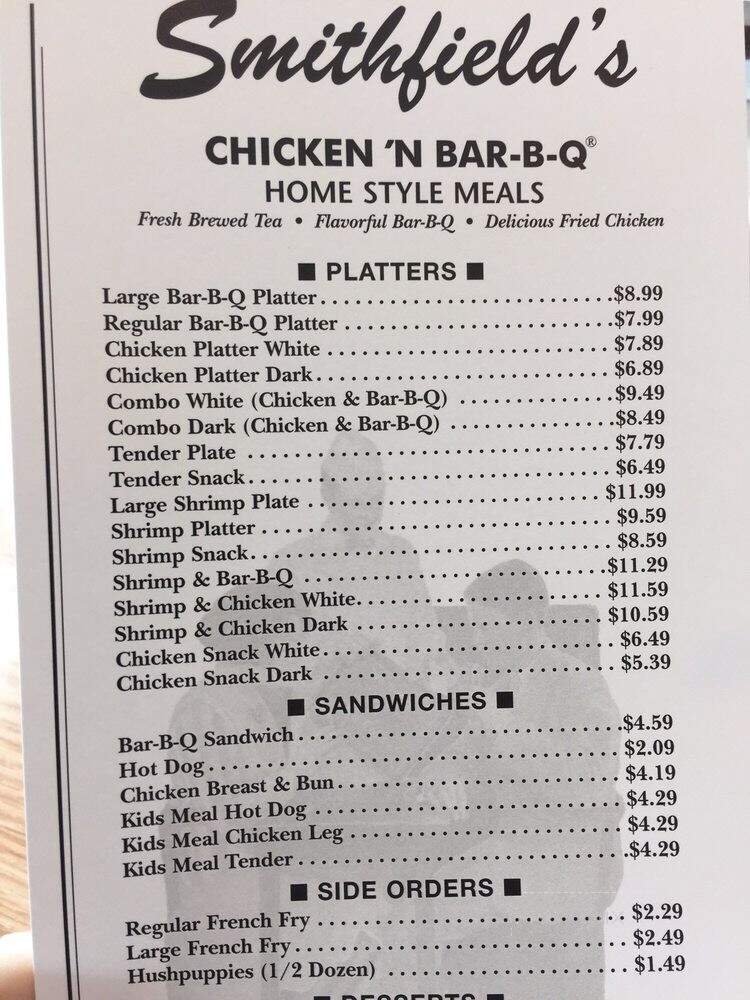 Smithfield's
CHICKEN 'N BAR-B-Q®
HOME STYLE MEALS
Fresh Brewed Tea • Flavorful Bar-B-Q • Delicious Fried Chicken
■ PLATTERS ■
Large Bar-B-Q Platter..........................$8.99
Regular Bar-B-Q Platter ........................$7.99
Chicken Platter White .......................... $7.89
Chicken Platter Dark........................... $6.89
Combo White (Chicken & Bar-B-Q) ..............$9.49
Combo Dark (Chicken & Bar-B-Q) ...............$8.49
Tender Plate .................................$7.79
Tender Snack................................. $6.49
Large Shrimp Plate ........................... $11.99
Shrimp Platter ................................ $9.59
Shrimp Snack................................. $8.59
Shrimp & Bar-B-Q ............................$11.29
Shrimp & Chicken White...................... $11.59
Shrimp & Chicken Dark ....................... $10.59
Chicken Snack White.......................... $6.49
Chicken Snack Dark .......................... $5.39
■ SANDWICHES ■
Bar-B-Q Sandwich .............................$4.59
Hot Dog..................................... $2.09
Chicken Breast & Bun.......................... $4.19
Kids Meal Hot Dog ............................ $4.29
Kids Meal Chicken Leg ......................... $4.29
Kids Meal Tender ..............................$4.29
■ SIDE ORDERS ■
Regular French Fry ............................ $2.29
Large French Fry.............................. $2.49
Hushpuppies (1/2 Dozen) ...................... $1.49
■ DESSERTS ■